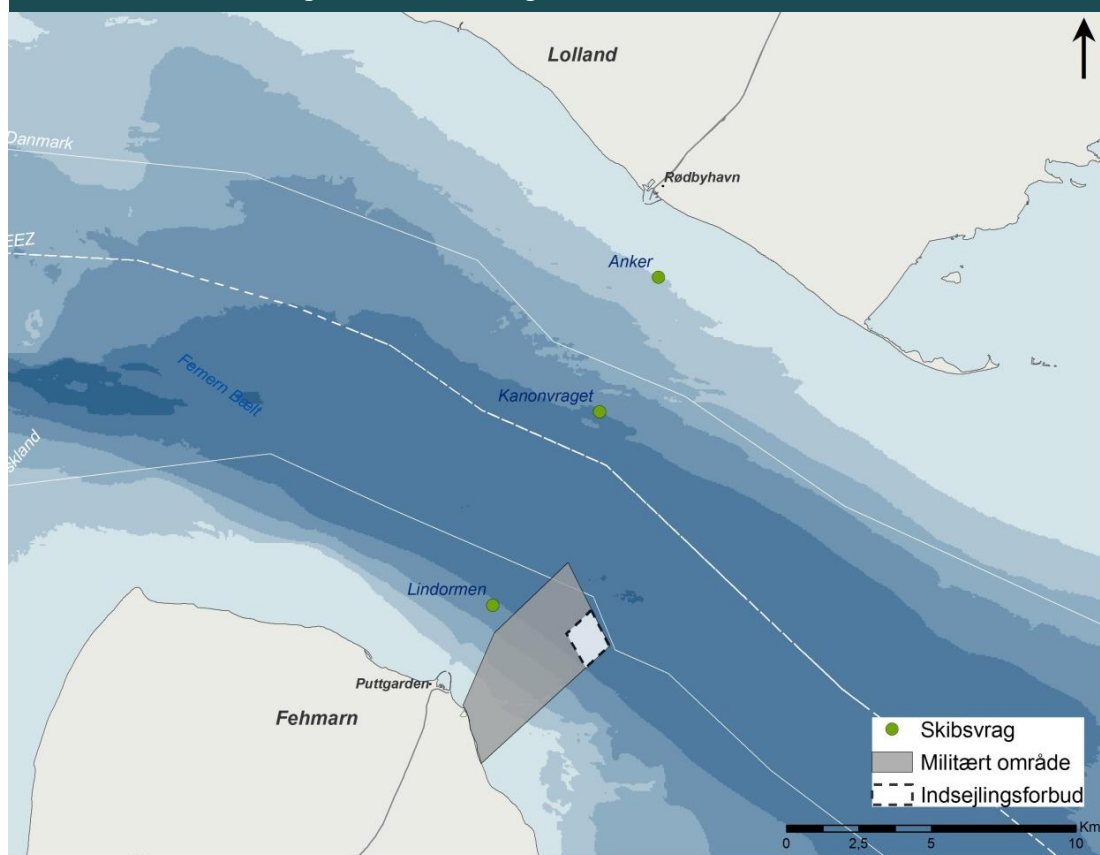 Lolland
Danmark
Rødbyhavn
EEZ
Anker
Femern Bælt
Kanonvraget
skland
Lindormen
Puttgarden
Fehmarn
Skibsvrag
Militært område
Indsejlingsforbud
Km
0 2,5 5 10